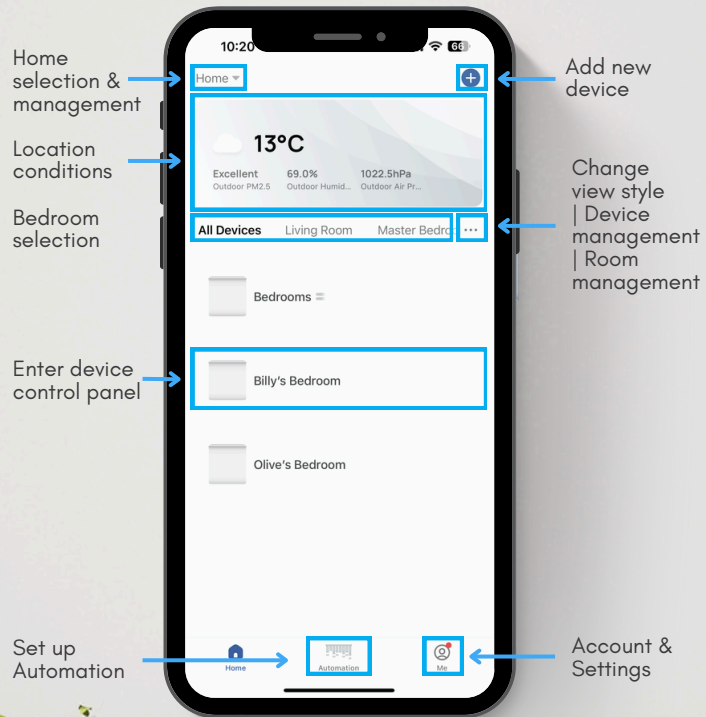 10:20
66
Home
selection &
management
Home
Add new
device
Location
conditions
13°C
Excellent
69.0%
1022.5hPa
Outdoor PM2.5
Outdoor Humid...
Outdoor Air Pr...
Change
view style
| Device
management
| Room
management
Bedroom
selection
All Devices
Living Room
Master Bedro
...
Bedrooms
Enter device
control panel
Billy's Bedroom
Olive's Bedroom
Set up
Automation
Home
Automation
Me
Account &
Settings